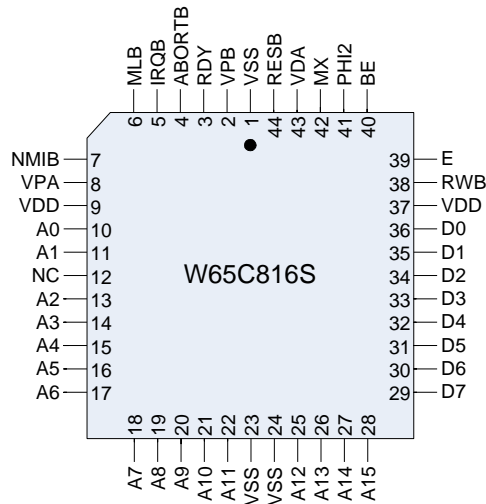 MLB IRQB ABORTB RDY VPB VSS RESB VDA MX PHI2 BE
6 5 4 3 2 1 44 43 42 41 40
NMIB 7 39 E
VPA 8 38 RWB
VDD 9 37 VDD
A0 10 36 D0
A1 11 35 D1
NC 12 W65C816S 34 D2
A2 13 33 D3
A3 14 32 D4
A4 15 31 D5
A5 16 30 D6
A6 17 29 D7
18 19 20 21 22 23 24 25 26 27 28
A7 A8 A9 A10 A11 VSS VSS A12 A13 A14 A15